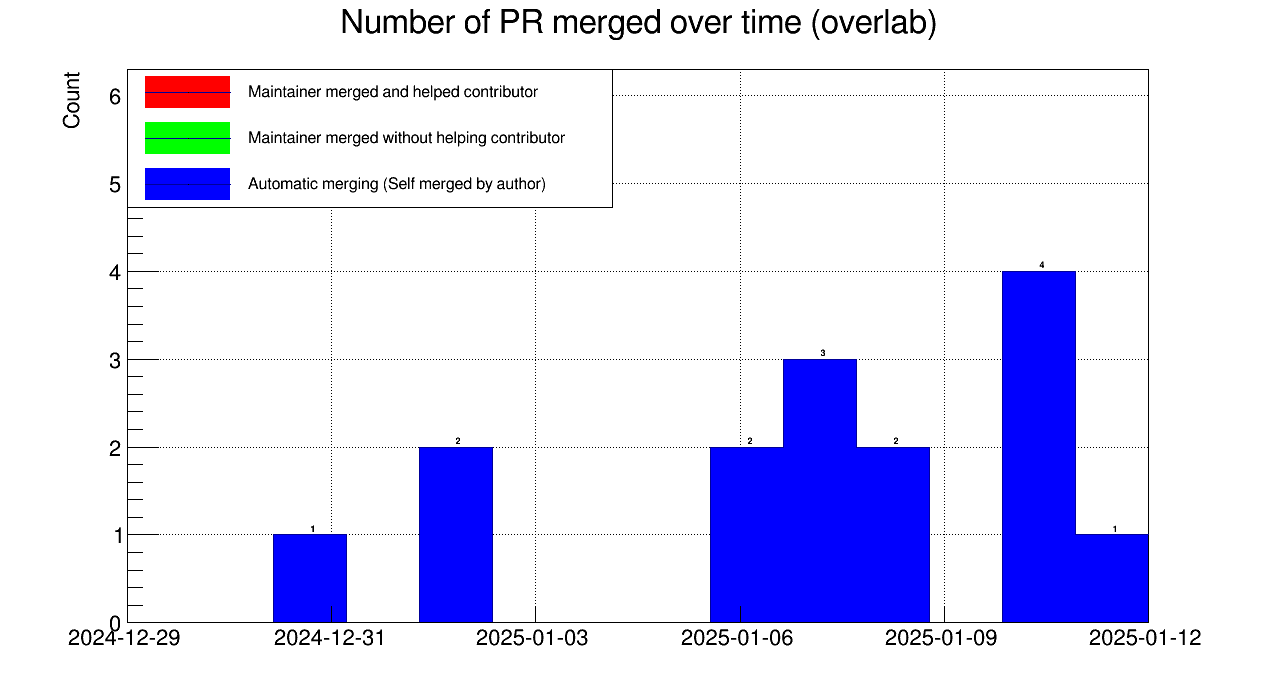 Number of PR merged over time (overlab)
Count
Maintainer merged and helped contributor
Maintainer merged without helping contributor
Automatic merging (Self merged by author)
6
5
4
3
2
1
0
1
2
2
3
2
4
1
2024-12-29 2024-12-31 2025-01-03 2025-01-06 2025-01-09 2025-01-12